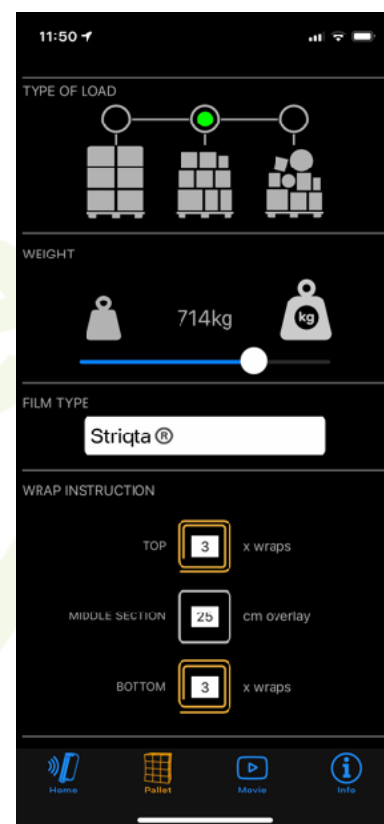 11:50
TYPE OF LOAD
WEIGHT
714kg
kg
FILM TYPE
Striqta ®
WRAP INSTRUCTION
TOP 3 x wraps
MIDDLE SECTION 25 cm overlay
BOTTOM 3 x wraps
Home Pallet Movie Info